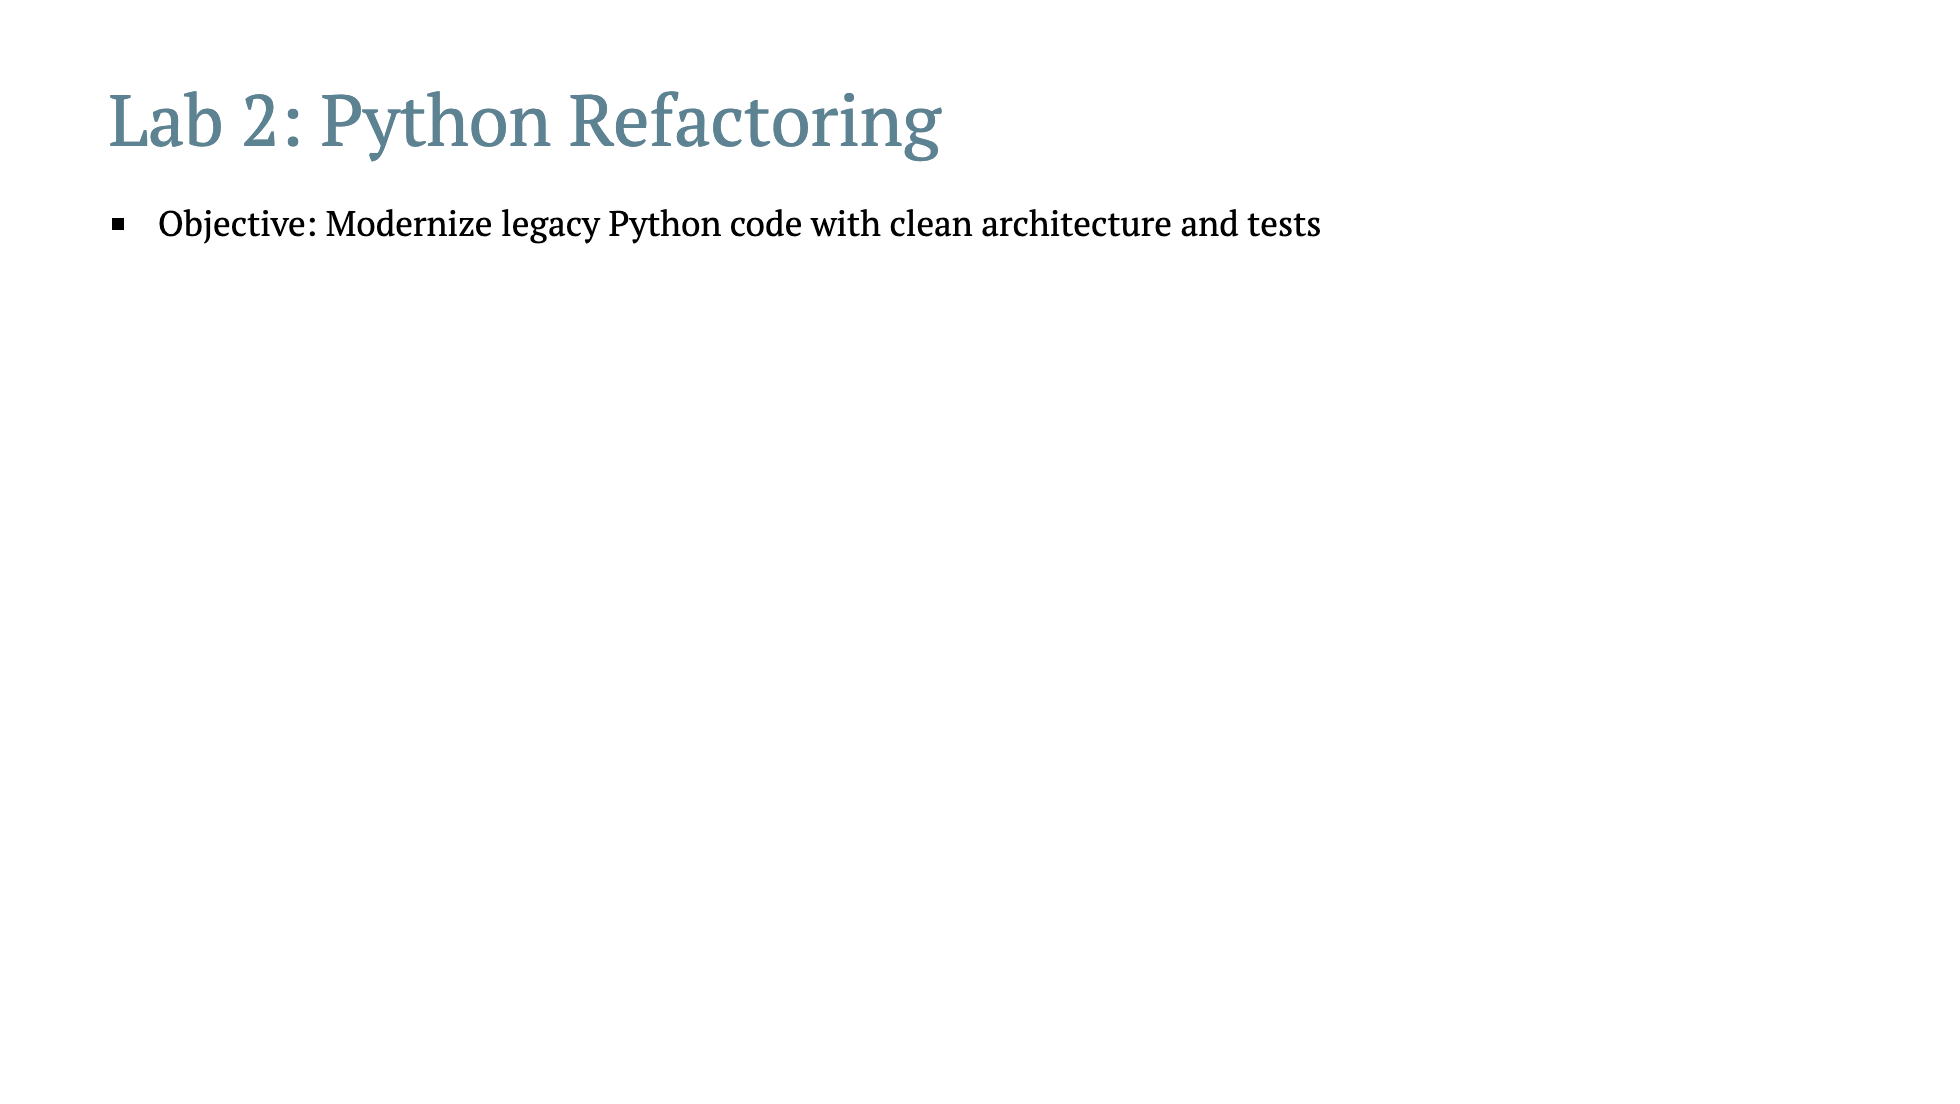 Lab 2: Python Refactoring
▪ Objective: Modernize legacy Python code with clean architecture and tests